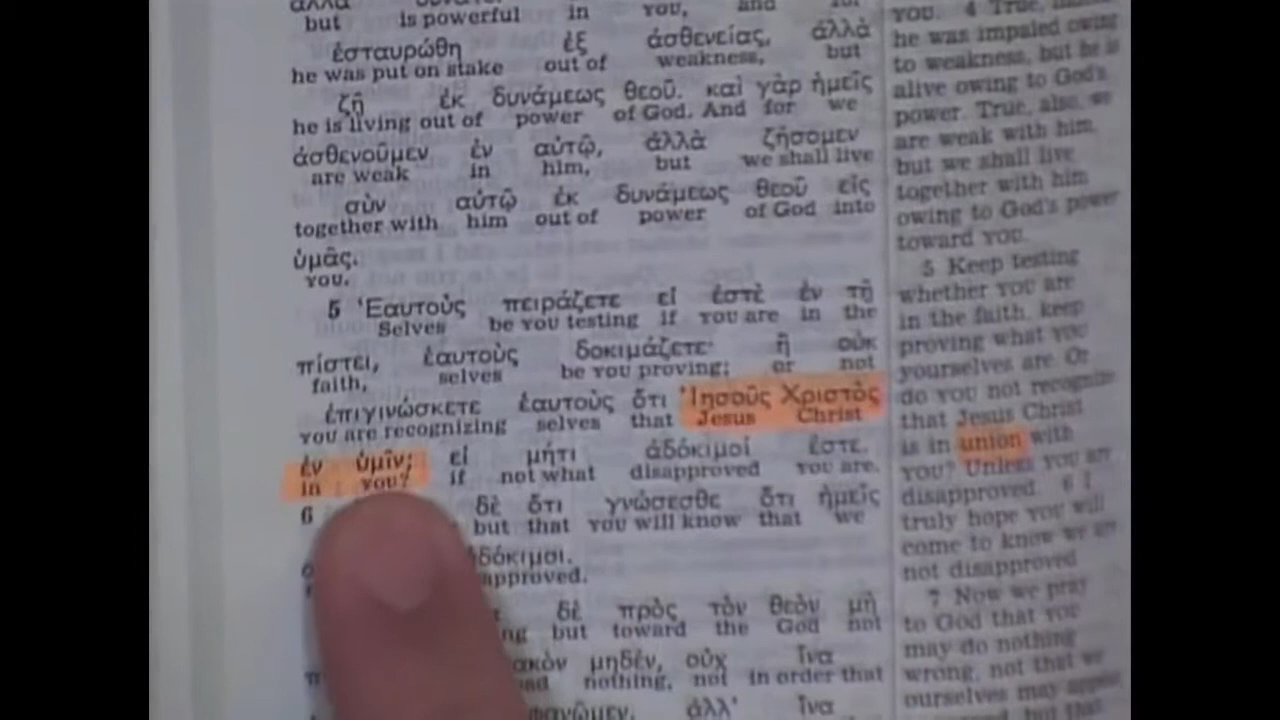 but is powerful in you, and
ἐσταυρώθη ἐξ ἀσθενείας, ἀλλὰ
he was put on stake out of weakness, but
ζῇ ἐκ δυνάμεως θεοῦ. καὶ γὰρ ἡμεῖς
he is living out of power of God. And for we
ἀσθενοῦμεν ἐν αὐτῷ, ἀλλὰ ζήσομεν
are weak in him, but we shall live
σὺν αὐτῷ ἐκ δυνάμεως θεοῦ εἰς
together with him out of power of God into
ὑμᾶς.
YOU.
5 Ἑαυτοὺς πειράζετε εἰ ἐστὲ ἐν τῇ
Selves be YOU testing if YOU are in the
πίστει, ἑαυτοὺς δοκιμάζετε· ἢ οὐκ
faith, selves be YOU proving; or not
ἐπιγινώσκετε ἑαυτοὺς ὅτι Ἰησοῦς Χριστὸς
YOU are recognizing selves that Jesus Christ
ἐν ὑμῖν; εἰ μήτι ἀδόκιμοί ἐστε.
in YOU? if not what disapproved YOU are.
6 δὲ ὅτι γνώσεσθε ὅτι ἡμεῖς
but that YOU will know that we
δὲ πρὸς τὸν θεὸν μὴ
but toward the God not
μηδέν, οὐχ ἵνα
nothing, not in order that
ἀλλ' ἵνα
YOU. 4 True,
he was impaled owing
to weakness, but he is
alive owing to God's
power. True, also, we
are weak with him,
but we shall live
together with him
owing to God's power
toward YOU.
5 Keep testing
whether YOU are
in the faith, keep
proving what YOU
yourselves are. Or
do YOU not recognize
that Jesus Christ
is in union with
YOU? Unless YOU are
disapproved. 6 I
truly hope YOU will
come to know we are
not disapproved
7 Now we pray
to God that YOU
may do nothing
wrong, not that we
ourselves may appear